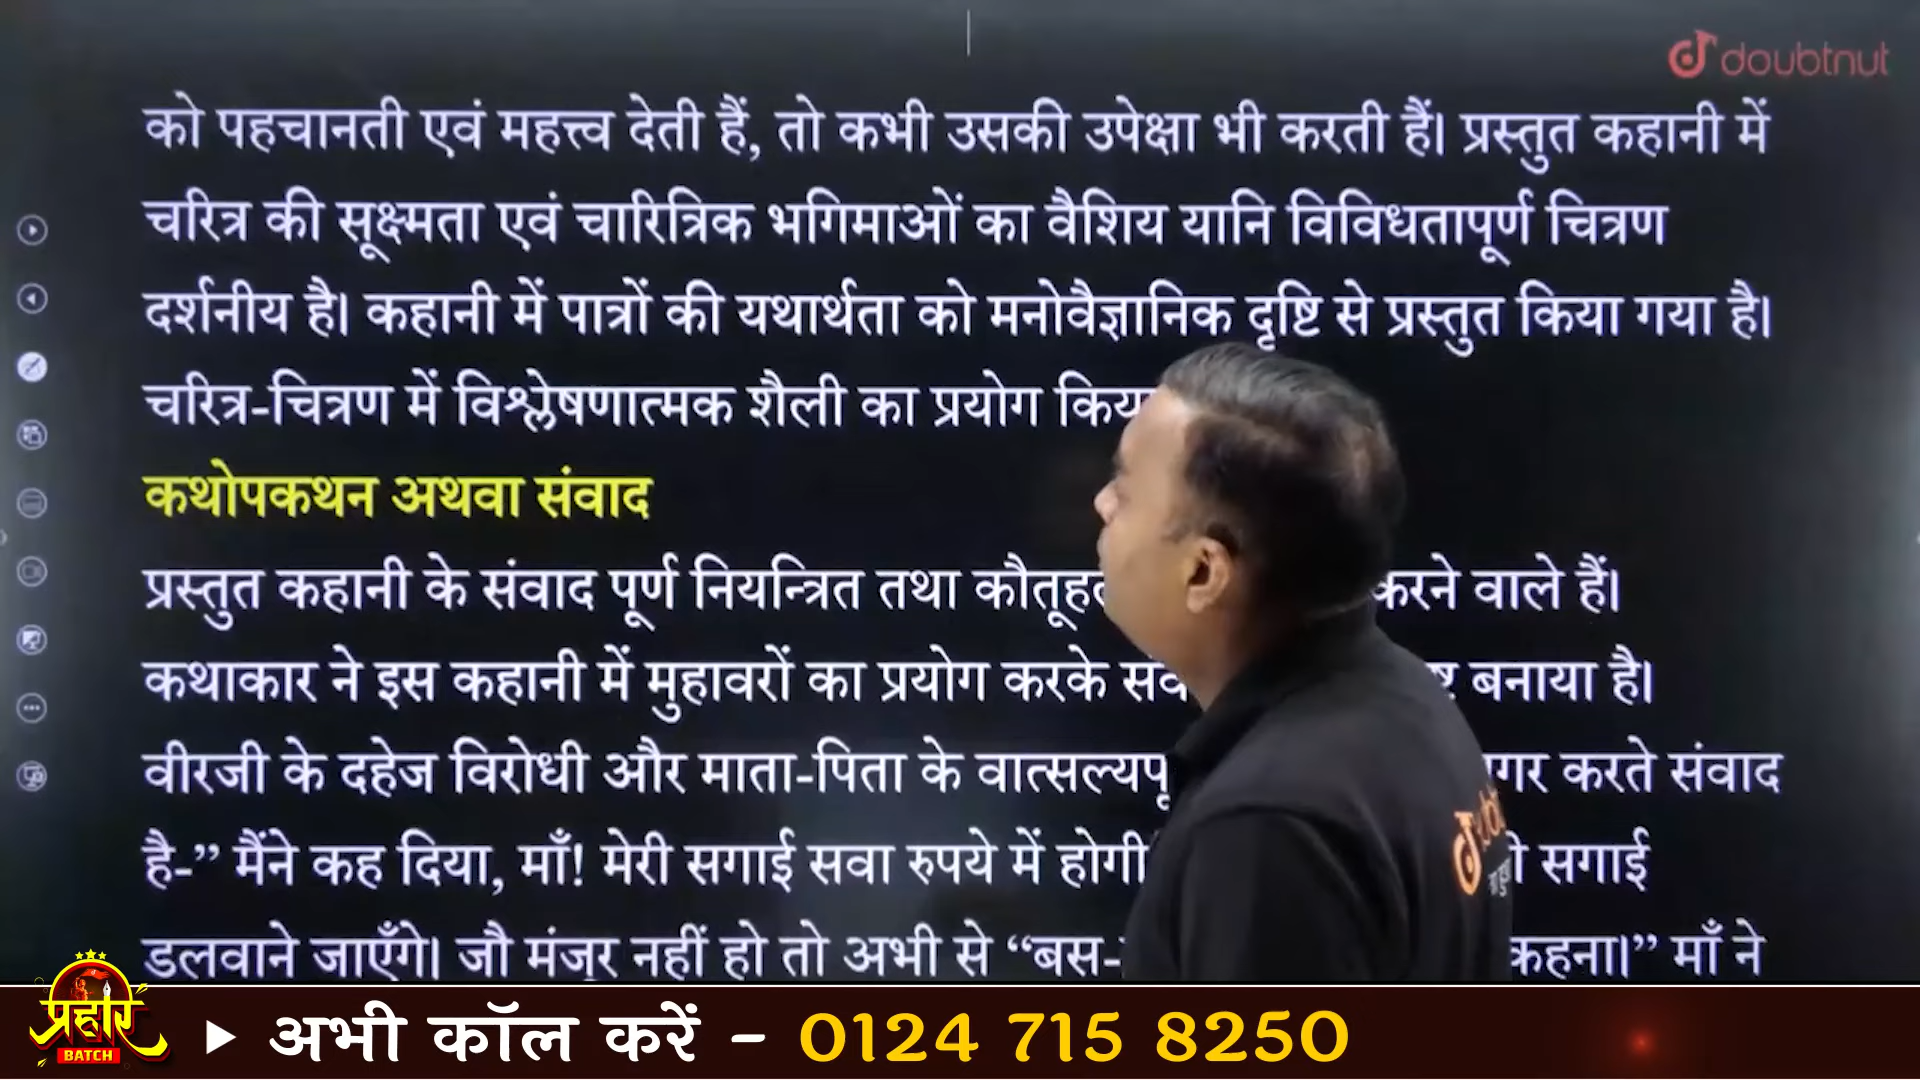 doubtnut
को पहचानती एवं महत्त्व देती हैं, तो कभी उसकी उपेक्षा भी करती हैं। प्रस्तुत कहानी में
चरित्र की सूक्ष्मता एवं चारित्रिक भगिमाओं का वैशिय यानि विविधतापूर्ण चित्रण
दर्शनीय है। कहानी में पात्रों की यथार्थता को मनोवैज्ञानिक दृष्टि से प्रस्तुत किया गया है।
चरित्र-चित्रण में विश्लेषणात्मक शैली का प्रयोग
कथोपकथन अथवा संवाद
प्रस्तुत कहानी के संवाद पूर्ण नियन्त्रित तथा करने वाले हैं।
कथाकार ने इस कहानी में मुहावरों का प्रयोग करके बनाया है।
वीरजी के दहेज विरोधी और माता-पिता के करते संवाद
है-” मैंने कह दिया, माँ! मेरी सगाई सवा रुपये में होगी सगाई
डलवाने जाएँगे। जौ मंजूर नहीं हो तो अभी से “बस- कहना।” माँ ने
प्रहार
BATCH
अभी कॉल करें – 0124 715 8250